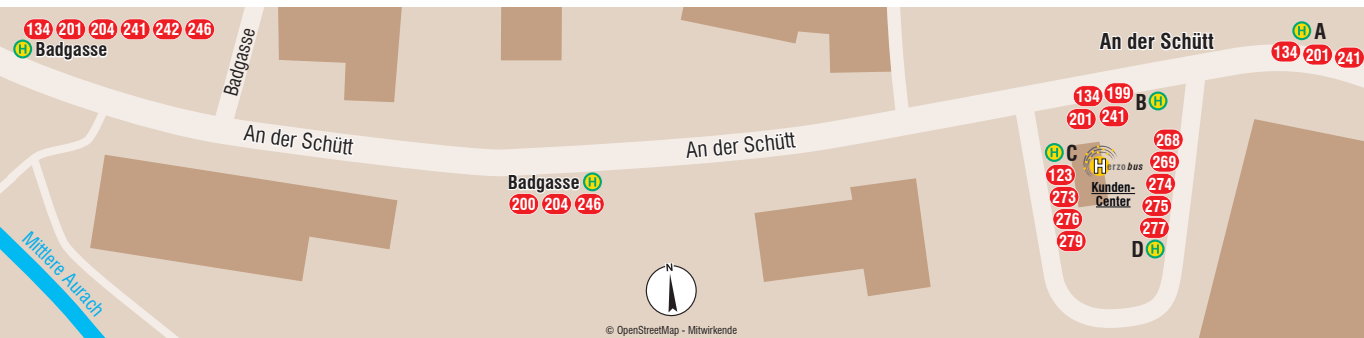 134 201 204 241 242 246
H Badgasse
Badgasse
An der Schütt
Mittlere Aurach
Badgasse H
200 204 246
An der Schütt
N
© OpenStreetMap - Mitwirkende
An der Schütt
H A
134 201 241
134 199
B H
201 241
H C
123
273
276
279
Herzobus
Kunden-
Center
268
269
274
275
277
D H